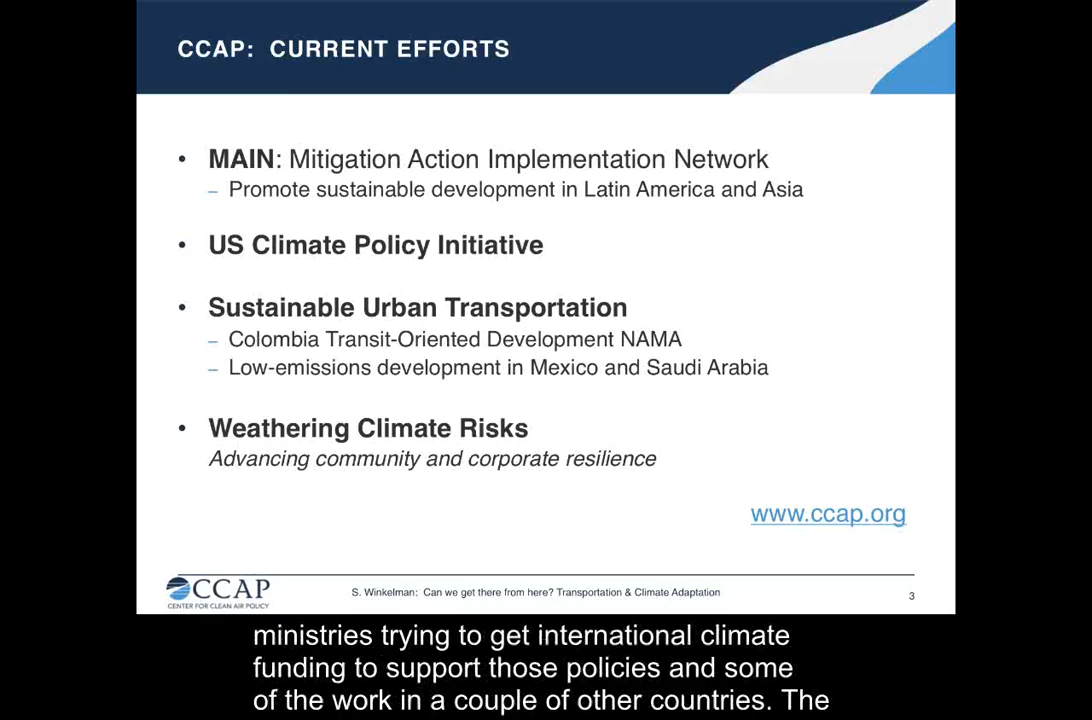 CCAP: CURRENT EFFORTS
• MAIN: Mitigation Action Implementation Network
– Promote sustainable development in Latin America and Asia
• US Climate Policy Initiative
• Sustainable Urban Transportation
– Colombia Transit-Oriented Development NAMA
– Low-emissions development in Mexico and Saudi Arabia
• Weathering Climate Risks
Advancing community and corporate resilience
www.ccap.org
CCAP
CENTER FOR CLEAN AIR POLICY
S. Winkelman: Can we get there from here? Transportation & Climate Adaptation
3
ministries trying to get international climate
funding to support those policies and some
of the work in a couple of other countries. The